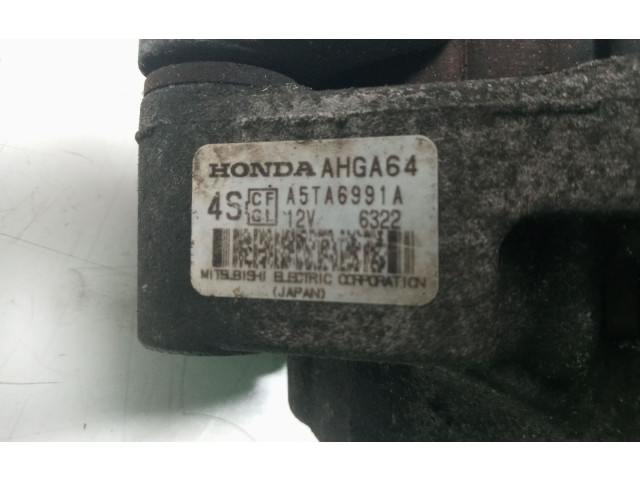 HONDA AHGA64
4S CF GI A5TA6991A
12V 6322
MITSUBISHI ELECTRIC CORPORATION
(JAPAN)